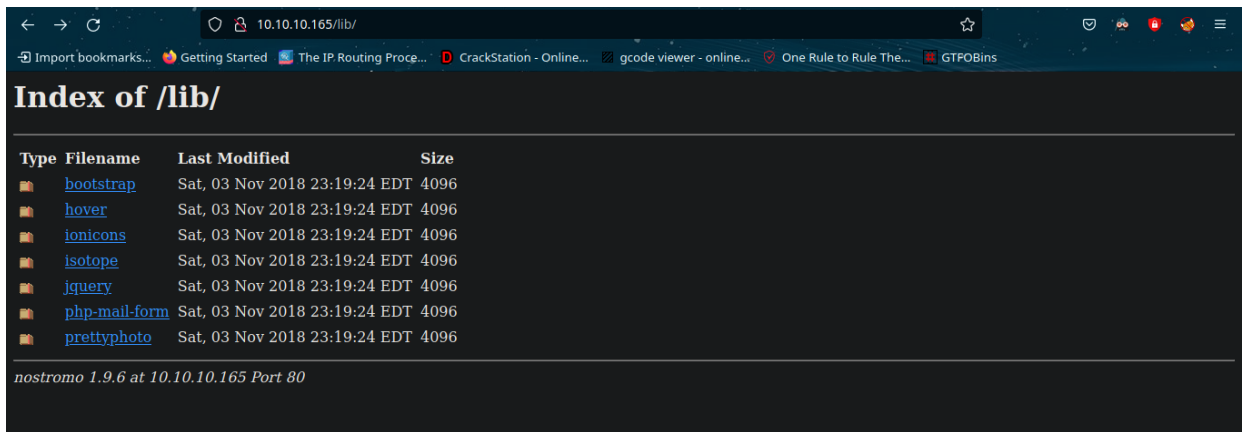 10.10.10.165/lib/
Import bookmarks... Getting Started The IP Routing Proce... CrackStation - Online... gcode viewer - online... One Rule to Rule The... GTFOBins
Index of /lib/
Type Filename Last Modified Size
bootstrap Sat, 03 Nov 2018 23:19:24 EDT 4096
hover Sat, 03 Nov 2018 23:19:24 EDT 4096
ionicons Sat, 03 Nov 2018 23:19:24 EDT 4096
isotope Sat, 03 Nov 2018 23:19:24 EDT 4096
jquery Sat, 03 Nov 2018 23:19:24 EDT 4096
php-mail-form Sat, 03 Nov 2018 23:19:24 EDT 4096
prettyphoto Sat, 03 Nov 2018 23:19:24 EDT 4096
nostromo 1.9.6 at 10.10.10.165 Port 80